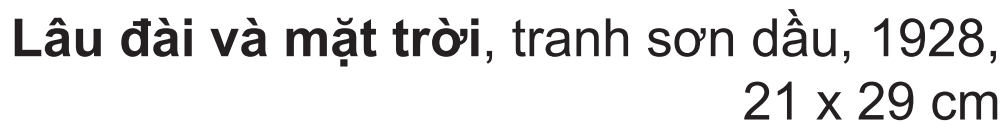 Lâu đài và mặt trời, tranh sơn dầu, 1928,
21 x 29 cm